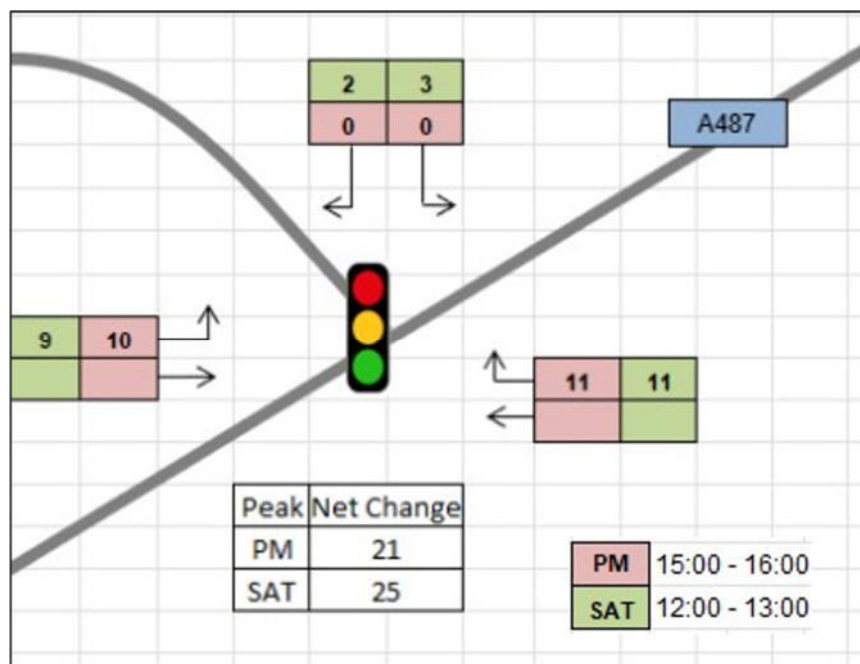 2 3
0 0
A487
9 10
11 11
Peak Net Change
PM 21
SAT 25
PM 15:00 - 16:00
SAT 12:00 - 13:00